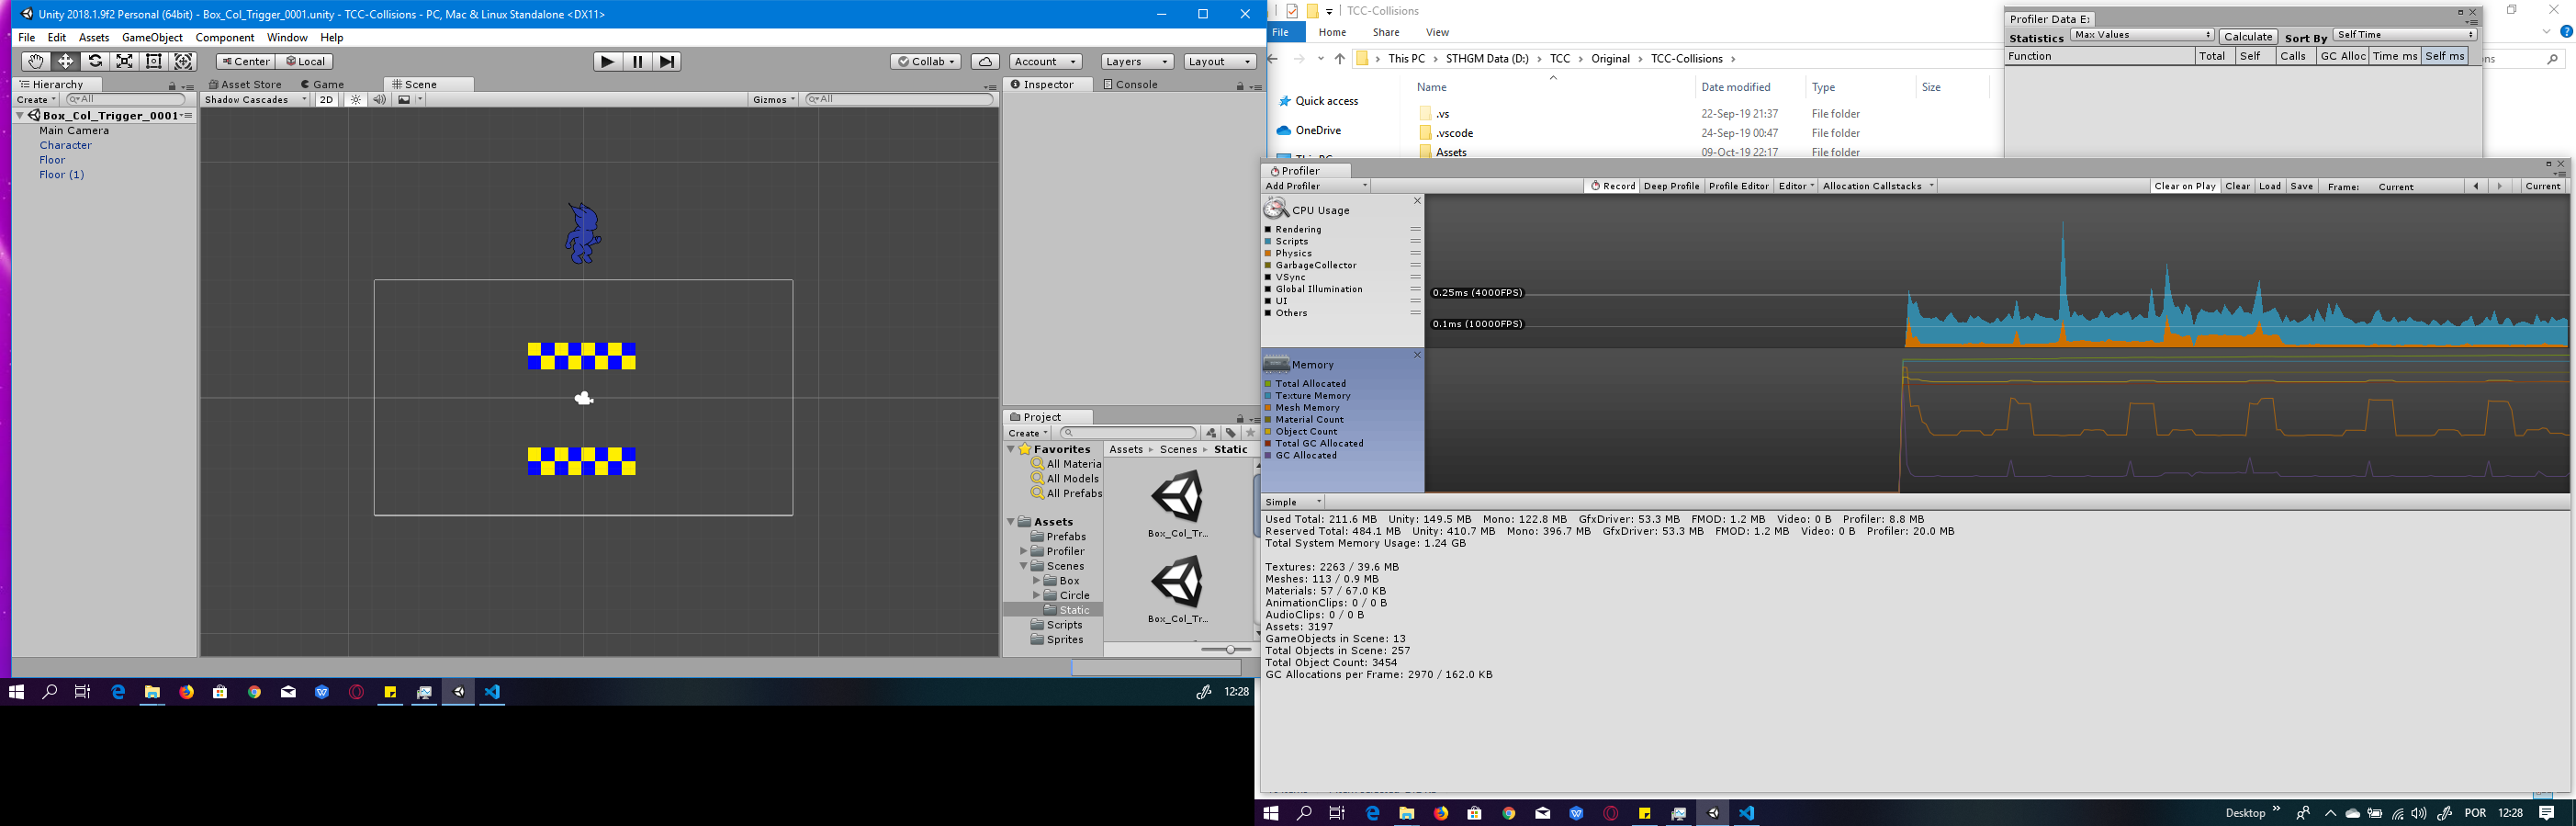 Unity 2018.1.9f2 Personal (64bit) - Box_Col_Trigger_0001.unity - TCC-Collisions - PC, Mac & Linux Standalone <DX11>
File Edit Assets GameObject Component Window Help
Center Local Collab Account Layers Layout
Hierarchy
Create All
Box_Col_Trigger_0001
Main Camera
Character
Floor
Floor (1)
Asset Store Game Scene
Shadow Cascades 2D Gizmos All
Inspector Console
Project
Create
Favorites
All Materia
All Models
All Prefabs
Assets
Prefabs
Profiler
Scenes
Box
Circle
Static
Scripts
Sprites
Assets Scenes Static
Box_Col_Tr...
Box_Col_Tr...
12:28
TCC-Collisions
File Home Share View
This PC STHGM Data (D:) TCC Original TCC-Collisions
Quick access
OneDrive
Name Date modified Type Size
.vs 22-Sep-19 21:37 File folder
.vscode 24-Sep-19 00:47 File folder
Assets 09-Oct-19 22:17 File folder
Profiler Data E
Statistics Max Values Calculate Sort By Self Time
Function Total Self Calls GC Alloc Time ms Self ms
Profiler
Add Profiler Record Deep Profile Profile Editor Editor Allocation Callstacks Clear on Play Clear Load Save Frame: Current Current
CPU Usage
Rendering
Scripts
Physics
GarbageCollector
VSync
Global Illumination
UI
Others
0.25ms (4000FPS)
0.1ms (10000FPS)
Memory
Total Allocated
Texture Memory
Mesh Memory
Material Count
Object Count
Total GC Allocated
GC Allocated
Simple
Used Total: 211.6 MB Unity: 149.5 MB Mono: 122.8 MB GfxDriver: 53.3 MB FMOD: 1.2 MB Video: 0 B Profiler: 8.8 MB
Reserved Total: 484.1 MB Unity: 410.7 MB Mono: 396.7 MB GfxDriver: 53.3 MB FMOD: 1.2 MB Video: 0 B Profiler: 20.0 MB
Total System Memory Usage: 1.24 GB
Textures: 2263 / 39.6 MB
Meshes: 113 / 0.9 MB
Materials: 57 / 67.0 KB
AnimationClips: 0 / 0 B
AudioClips: 0 / 0 B
Assets: 3197
GameObjects in Scene: 13
Total Objects in Scene: 257
Total Object Count: 3454
GC Allocations per Frame: 2970 / 162.0 KB
Desktop POR 12:28